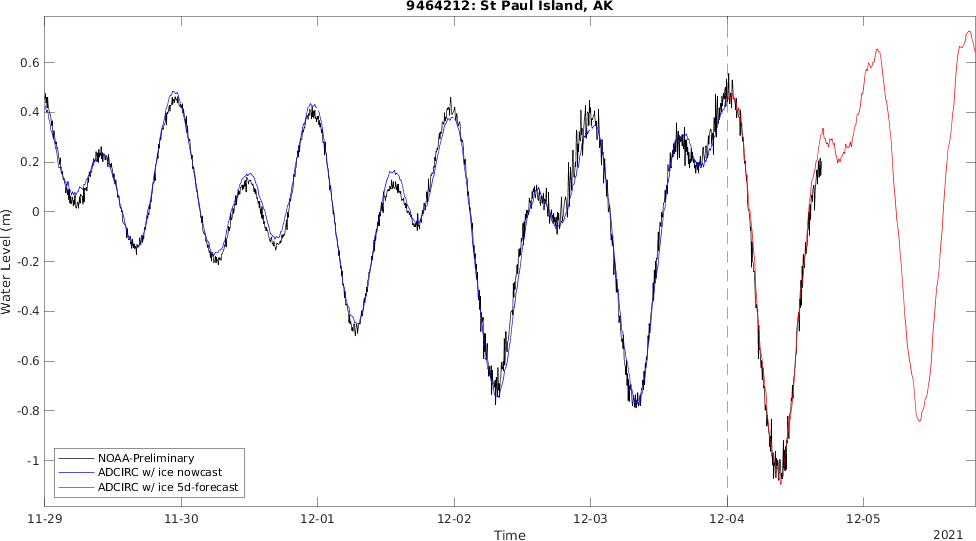 9464212: St Paul Island, AK
Water Level (m)
0.6
0.4
0.2
0
-0.2
-0.4
-0.6
-0.8
-1
NOAA-Preliminary
ADCIRC w/ ice nowcast
ADCIRC w/ ice 5d-forecast
11-29 11-30 12-01 12-02 12-03 12-04 12-05
Time
2021